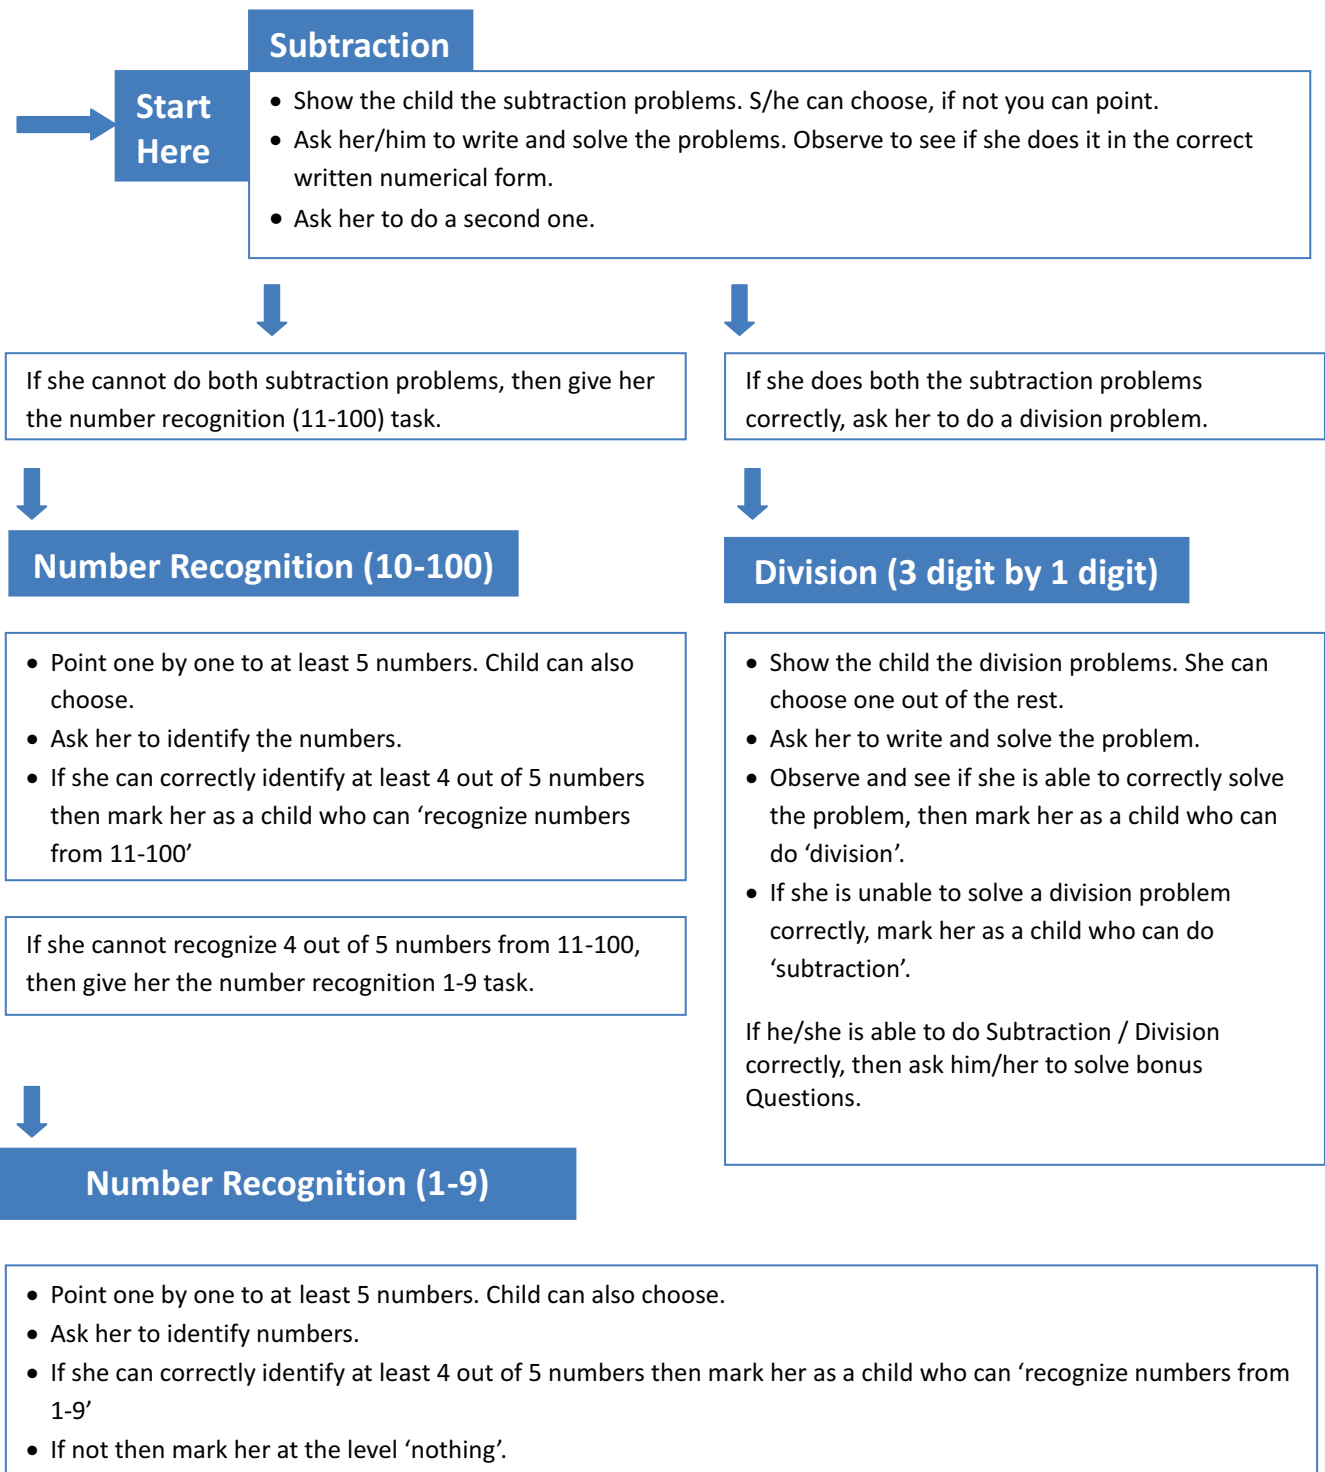 Subtraction
Start
Here
• Show the child the subtraction problems. S/he can choose, if not you can point.
• Ask her/him to write and solve the problems. Observe to see if she does it in the correct
written numerical form.
• Ask her to do a second one.
If she cannot do both subtraction problems, then give her
the number recognition (11-100) task.
If she does both the subtraction problems
correctly, ask her to do a division problem.
Number Recognition (10-100)
• Point one by one to at least 5 numbers. Child can also
choose.
• Ask her to identify the numbers.
• If she can correctly identify at least 4 out of 5 numbers
then mark her as a child who can ‘recognize numbers
from 11-100’
If she cannot recognize 4 out of 5 numbers from 11-100,
then give her the number recognition 1-9 task.
Division (3 digit by 1 digit)
• Show the child the division problems. She can
choose one out of the rest.
• Ask her to write and solve the problem.
• Observe and see if she is able to correctly solve
the problem, then mark her as a child who can
do ‘division’.
• If she is unable to solve a division problem
correctly, mark her as a child who can do
‘subtraction’.
If he/she is able to do Subtraction / Division
correctly, then ask him/her to solve bonus
Questions.
Number Recognition (1-9)
• Point one by one to at least 5 numbers. Child can also choose.
• Ask her to identify numbers.
• If she can correctly identify at least 4 out of 5 numbers then mark her as a child who can ‘recognize numbers from
1-9’
• If not then mark her at the level ‘nothing’.